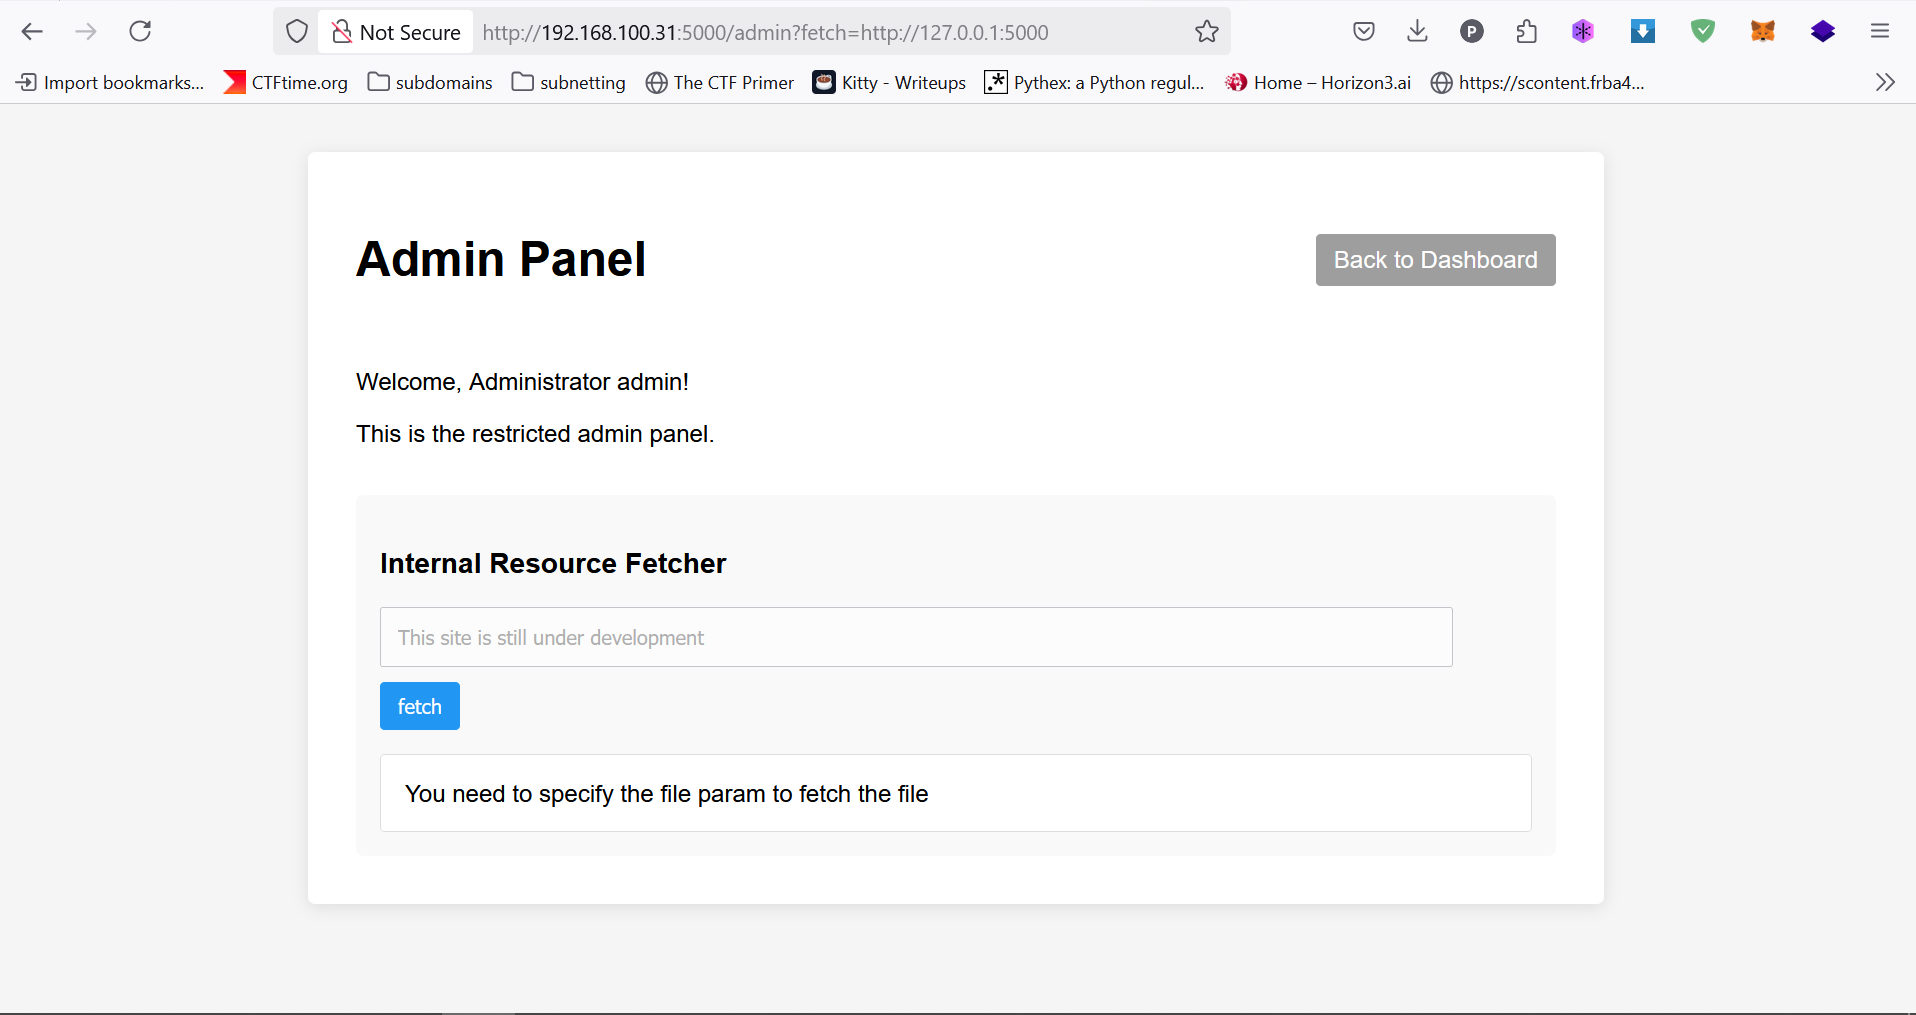 Not Secure http://192.168.100.31:5000/admin?fetch=http://127.0.0.1:5000
P
Import bookmarks... CTFtime.org subdomains subnetting The CTF Primer Kitty - Writeups .* Pythex: a Python regul... Home – Horizon3.ai https://scontent.frba4...
Admin Panel
Back to Dashboard
Welcome, Administrator admin!
This is the restricted admin panel.
Internal Resource Fetcher
This site is still under development
fetch
You need to specify the file param to fetch the file